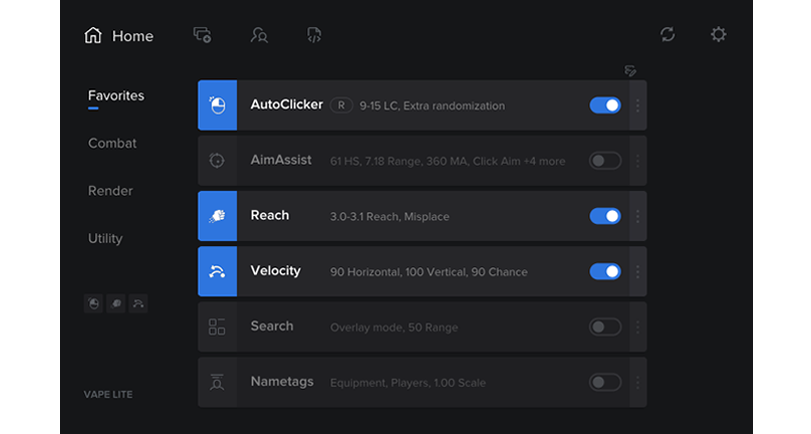 Home
Favorites
Combat
Render
Utility
AutoClicker R 9-15 LC, Extra randomization
AimAssist 61 HS, 7.18 Range, 360 MA, Click Aim +4 more
Reach 3.0-3.1 Reach, Misplace
Velocity 90 Horizontal, 100 Vertical, 90 Chance
Search Overlay mode, 50 Range
Nametags Equipment, Players, 1.00 Scale
VAPE LITE